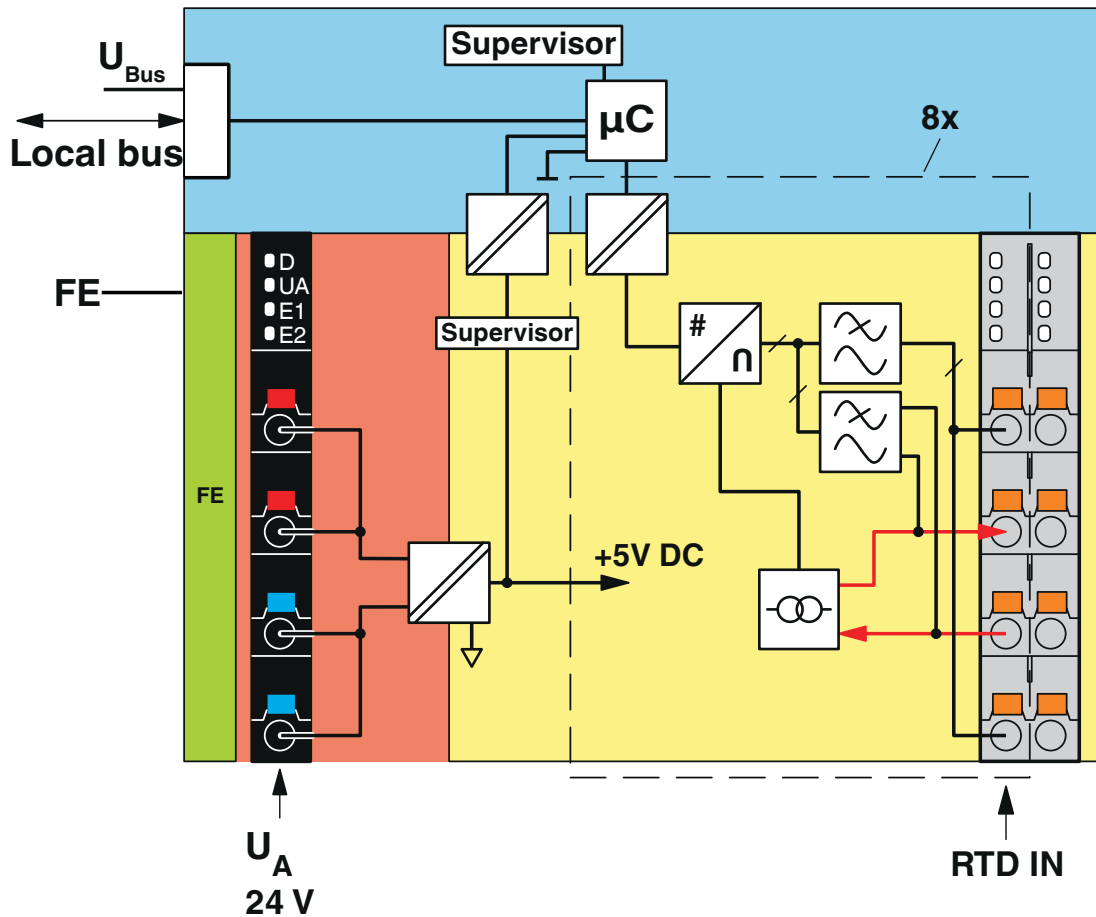 Supervisor
U Bus
µC
8x
Local bus
D
UA
FE
E1
E2
Supervisor
#
∩
FE
+5V DC
U A
24 V
RTD IN